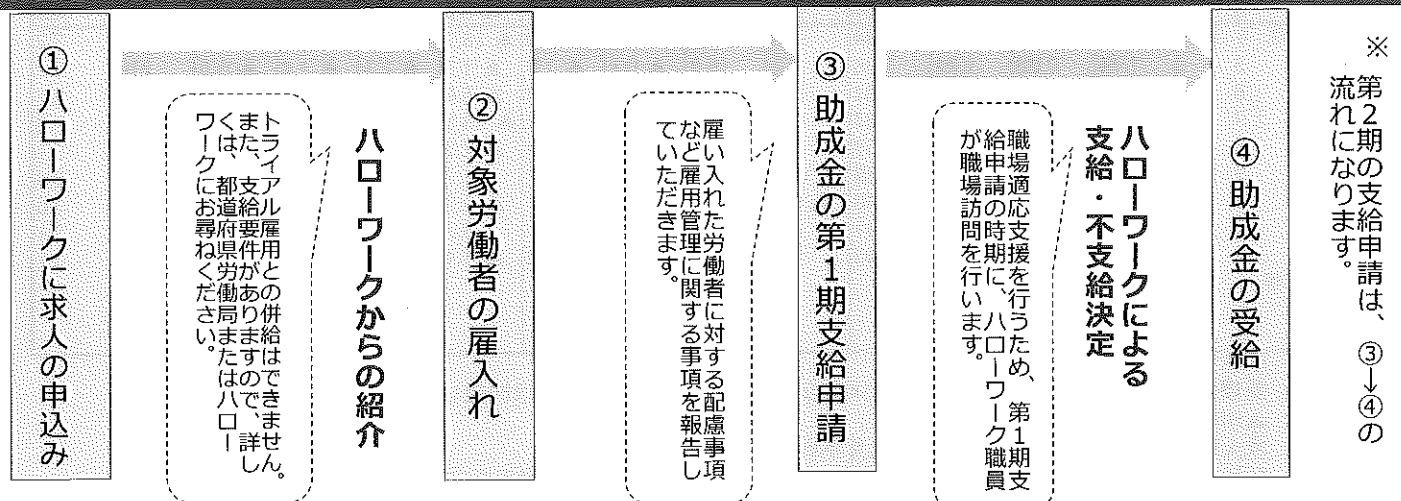 ① ハローワークに求人の申込み
ハローワークからの紹介
トライアル雇用との併給はできません。
また、支給要件がありますので、詳し
くは、都道府県労働局またはハロー
ワークにお尋ねください。
② 対象労働者の雇入れ
雇い入れた労働者に対する配慮事項
など雇用管理に関する事項を報告し
ていただきます。
③ 助成金の第1期支給申請
ハローワークによる
支給・不支給決定
職場適応支援を行うため、第1期支
給申請の時期に、ハローワーク職員
が職場訪問を行います。
④ 助成金の受給
※ 第2期の支給申請は、③→④の
流れになります。